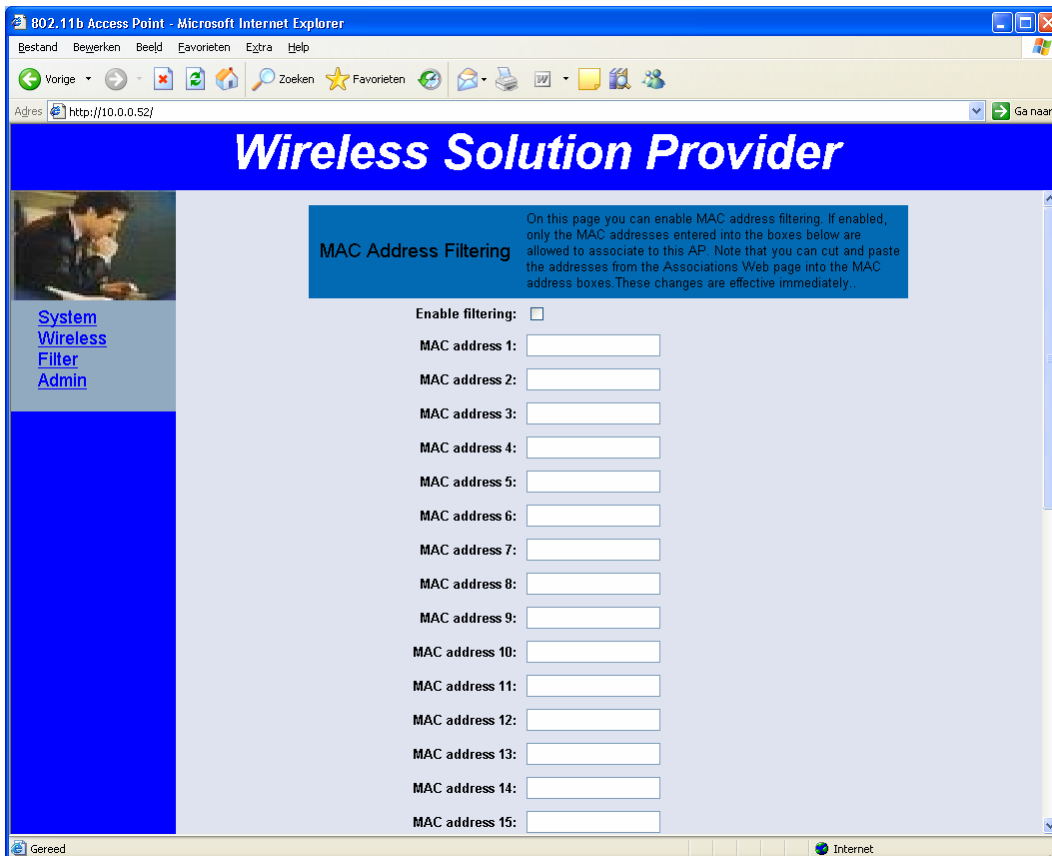 802.11b Access Point - Microsoft Internet Explorer
Bestand Bewerken Beeld Favorieten Extra Help
Vorige Zoeken Favorieten
Adres http://10.0.0.52/ Ga naar
Wireless Solution Provider
System
Wireless
Filter
Admin
MAC Address Filtering
On this page you can enable MAC address filtering. If enabled,
only the MAC addresses entered into the boxes below are
allowed to associate to this AP. Note that you can cut and paste
the addresses from the Associations Web page into the MAC
address boxes.These changes are effective immediately..
Enable filtering:
MAC address 1:
MAC address 2:
MAC address 3:
MAC address 4:
MAC address 5:
MAC address 6:
MAC address 7:
MAC address 8:
MAC address 9:
MAC address 10:
MAC address 11:
MAC address 12:
MAC address 13:
MAC address 14:
MAC address 15:
Gereed Internet